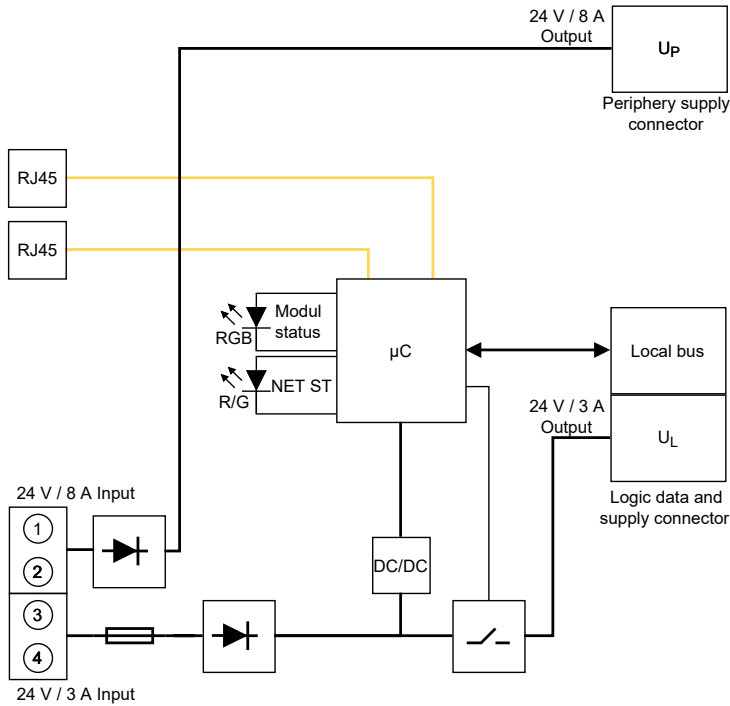 24 V / 8 A
Output
UP
Periphery supply
connector
RJ45
RJ45
Modul
status
RGB
NET ST
R/G
µC
Local bus
24 V / 3 A
Output
UL
Logic data and
supply connector
24 V / 8 A Input
1
2
DC/DC
3
4
24 V / 3 A Input